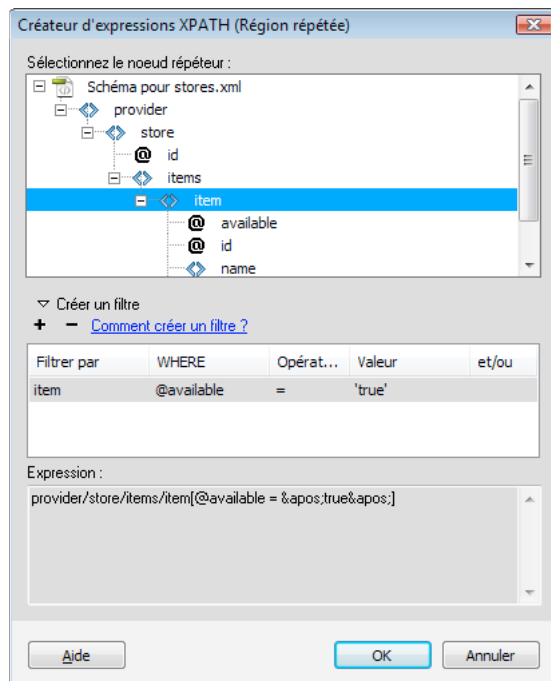 Créateur d'expressions XPATH (Région répétée)
Sélectionnez le noeud répéteur :
Schéma pour stores.xml
provider
store
@ id
items
item
@ available
@ id
name
Créer un filtre
+ − Comment créer un filtre ?
Filtrer par WHERE Opérat... Valeur et/ou
item @available = 'true'
Expression :
provider/store/items/item[@available = &apos;true&apos;]
Aide OK Annuler